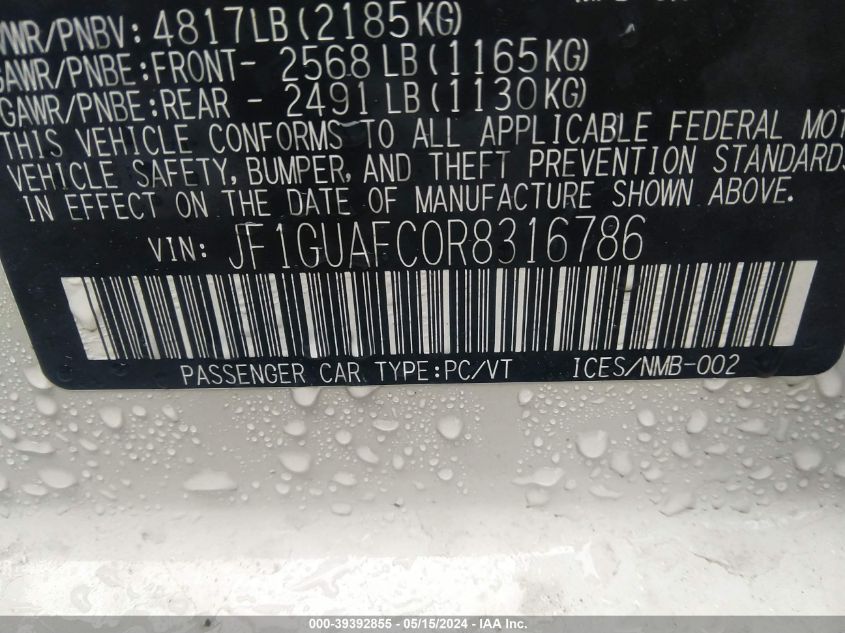 VWR/PNBV: 4817LB(2185KG)
GAWR/PNBE:FRONT- 2568 LB(1165KG)
GAWR/PNBE:REAR - 2491 LB(1130KG)
THIS VEHICLE CONFORMS TO ALL APPLICABLE FEDERAL MOT
VEHICLE SAFETY, BUMPER, AND THEFT PREVENTION STANDARDS
IN EFFECT ON THE DATE OF MANUFACTURE SHOWN ABOVE.
VIN: JF1GUAFC0R8316786
PASSENGER CAR TYPE:PC/VT ICES/NMB-002
000-39392855 - 05/15/2024 - IAA Inc.